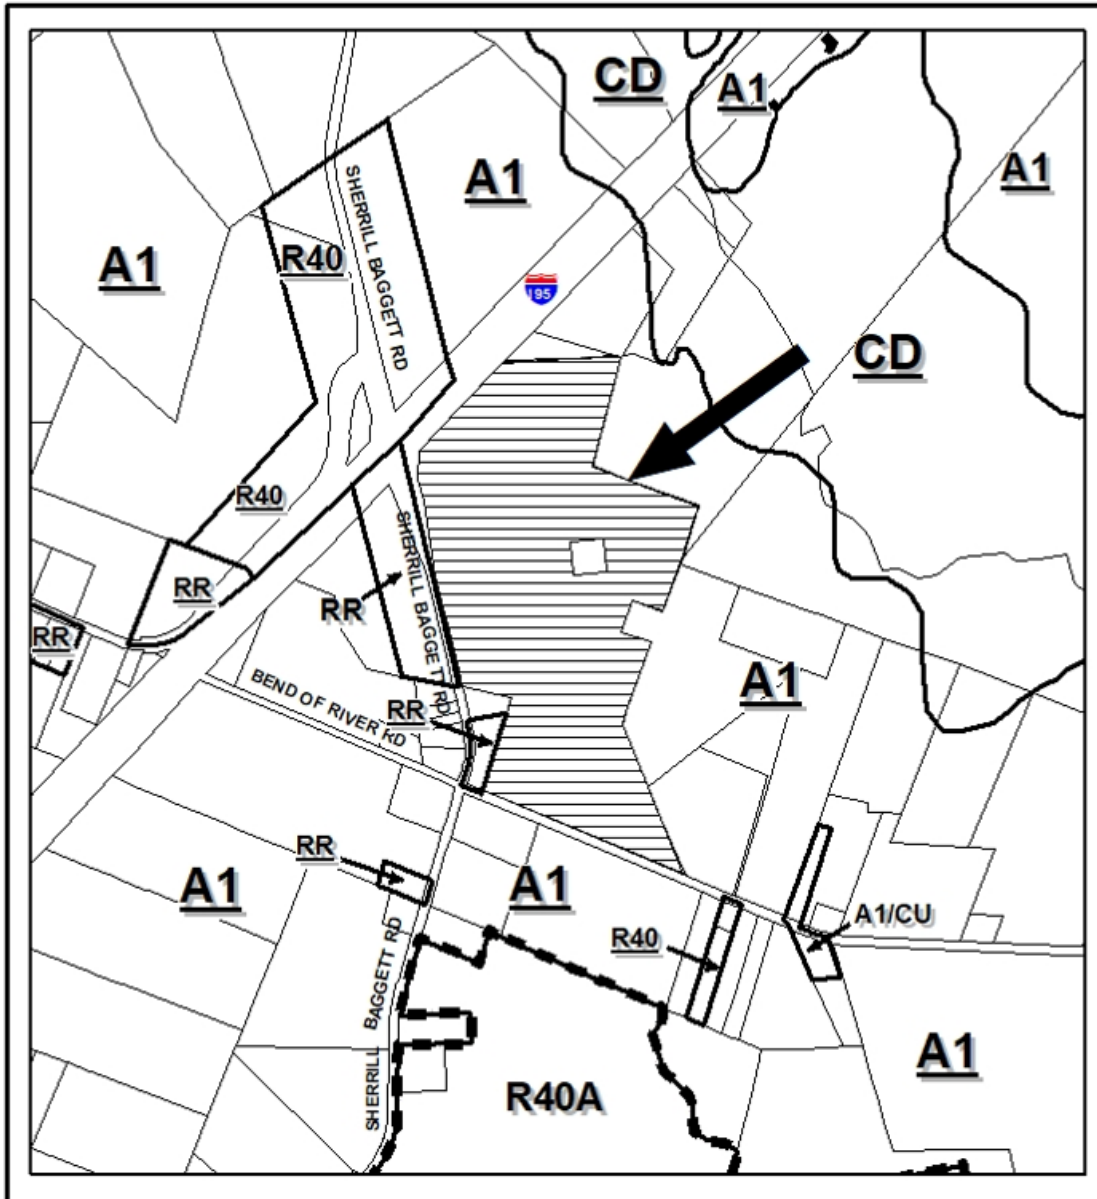 CD
A1
A1
A1
SHERRILL BAGGETT RD
R40
A1
I 95
CD
R40
SHERRILL BAGGETT RD
RR
RR
RR
A1
BEND OF RIVER RD
RR
RR
A1
A1
A1/CU
R40
SHERRILL BAGGETT RD
A1
R40A